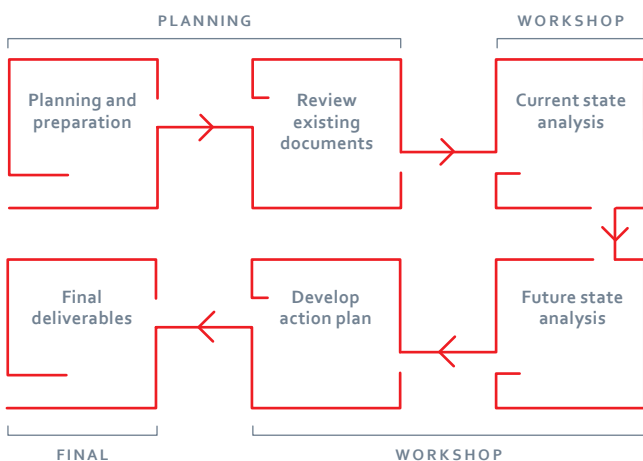 PLANNING
WORKSHOP
Planning and
preparation
Review
existing
documents
Current state
analysis
Final
deliverables
Develop
action plan
Future state
analysis
FINAL
WORKSHOP